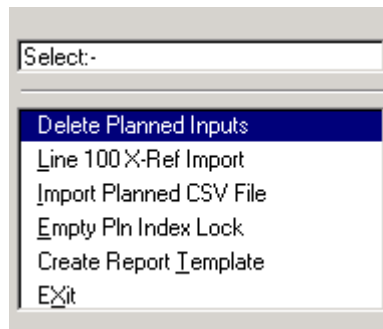 Select:-
Delete Planned Inputs
Line 100 X-Ref Import
Import Planned CSV File
Empty Pln Index Lock
Create Report Template
EXit